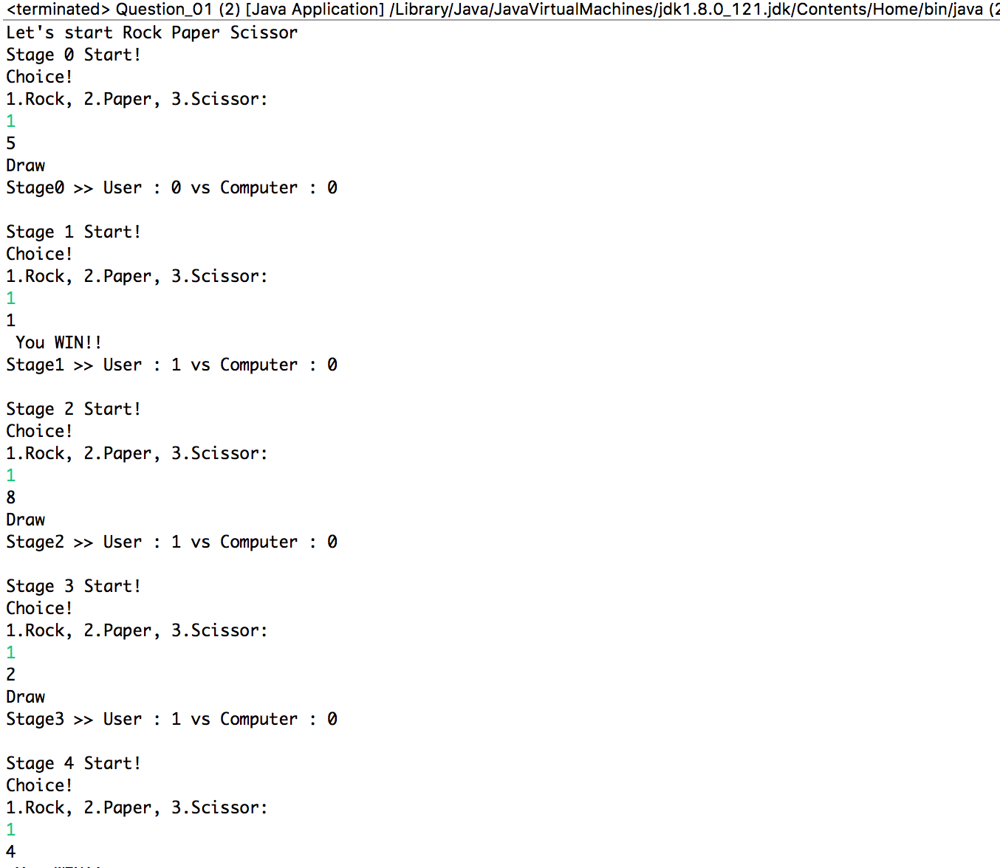 <terminated> Question_01 (2) [Java Application] /Library/Java/JavaVirtualMachines/jdk1.8.0_121.jdk/Contents/Home/bin/java (2
Let's start Rock Paper Scissor
Stage 0 Start!
Choice!
1.Rock, 2.Paper, 3.Scissor:
1
5
Draw
Stage0 >> User : 0 vs Computer : 0

Stage 1 Start!
Choice!
1.Rock, 2.Paper, 3.Scissor:
1
1
You WIN!!
Stage1 >> User : 1 vs Computer : 0

Stage 2 Start!
Choice!
1.Rock, 2.Paper, 3.Scissor:
1
8
Draw
Stage2 >> User : 1 vs Computer : 0

Stage 3 Start!
Choice!
1.Rock, 2.Paper, 3.Scissor:
1
2
Draw
Stage3 >> User : 1 vs Computer : 0

Stage 4 Start!
Choice!
1.Rock, 2.Paper, 3.Scissor:
1
4